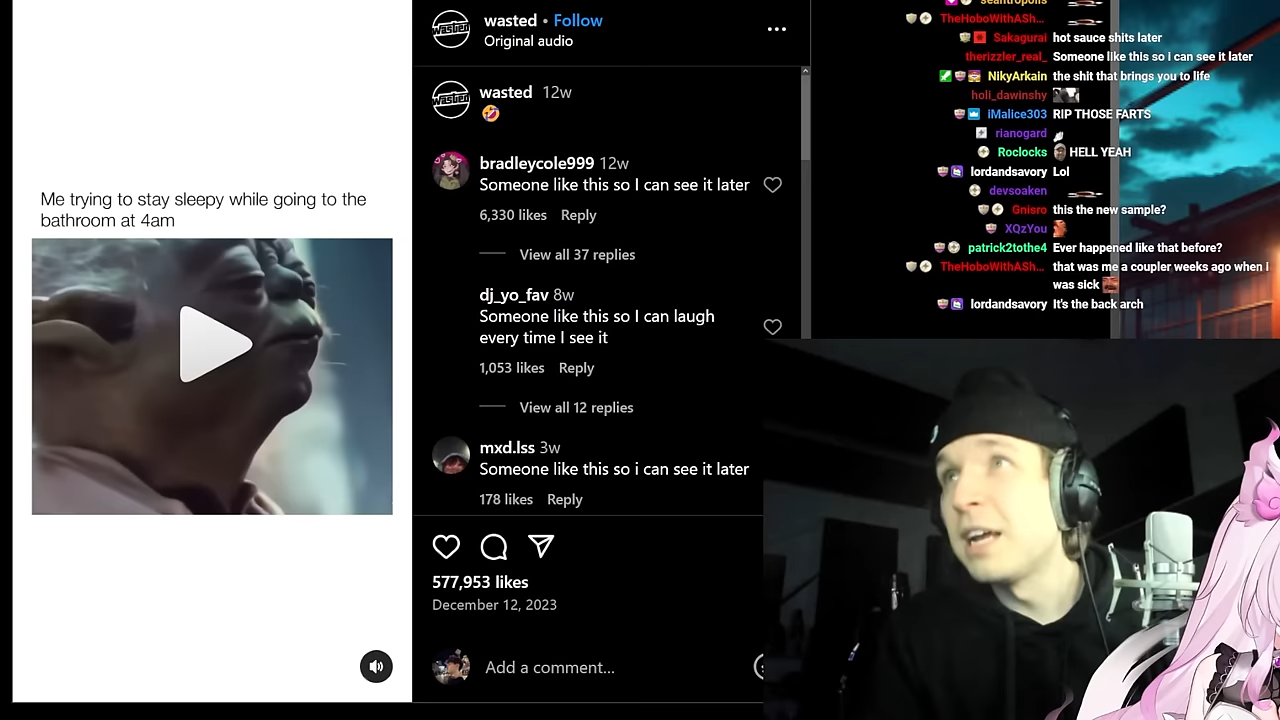 Me trying to stay sleepy while going to the
bathroom at 4am
wasted • Follow
Original audio
wasted 12w
bradleycole999 12w
Someone like this so I can see it later
6,330 likes Reply
View all 37 replies
dj_yo_fav 8w
Someone like this so I can laugh
every time I see it
1,053 likes Reply
View all 12 replies
mxd.lss 3w
Someone like this so i can see it later
178 likes Reply
577,953 likes
December 12, 2023
Add a comment...
seantropolis
TheHoboWithASh...
Sakagurai hot sauce shits later
therizzler_real_ Someone like this so i can see it later
NikyArkain the shit that brings you to life
holl_dawinshy
iMalice303 RIP THOSE FARTS
rianogard
Roclocks HELL YEAH
lordandsavory Lol
devsoaken
Gnisro this the new sample?
XQzYou
patrick2tothe4 Ever happened like that before?
TheHoboWithASh... that was me a coupler weeks ago when i
was sick
lordandsavory It's the back arch